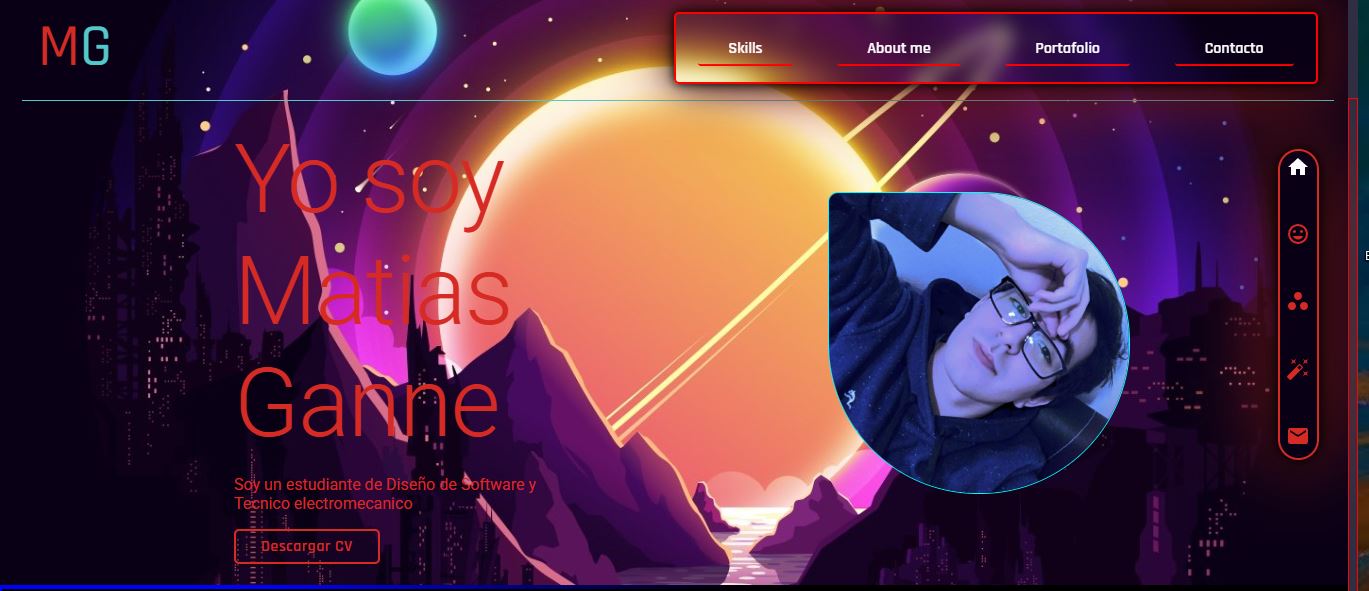 MG
Skills
About me
Portafolio
Contacto
Yo soy
Matias
Ganne
Soy un estudiante de Diseño de Software y
Tecnico electromecanico
Descargar CV